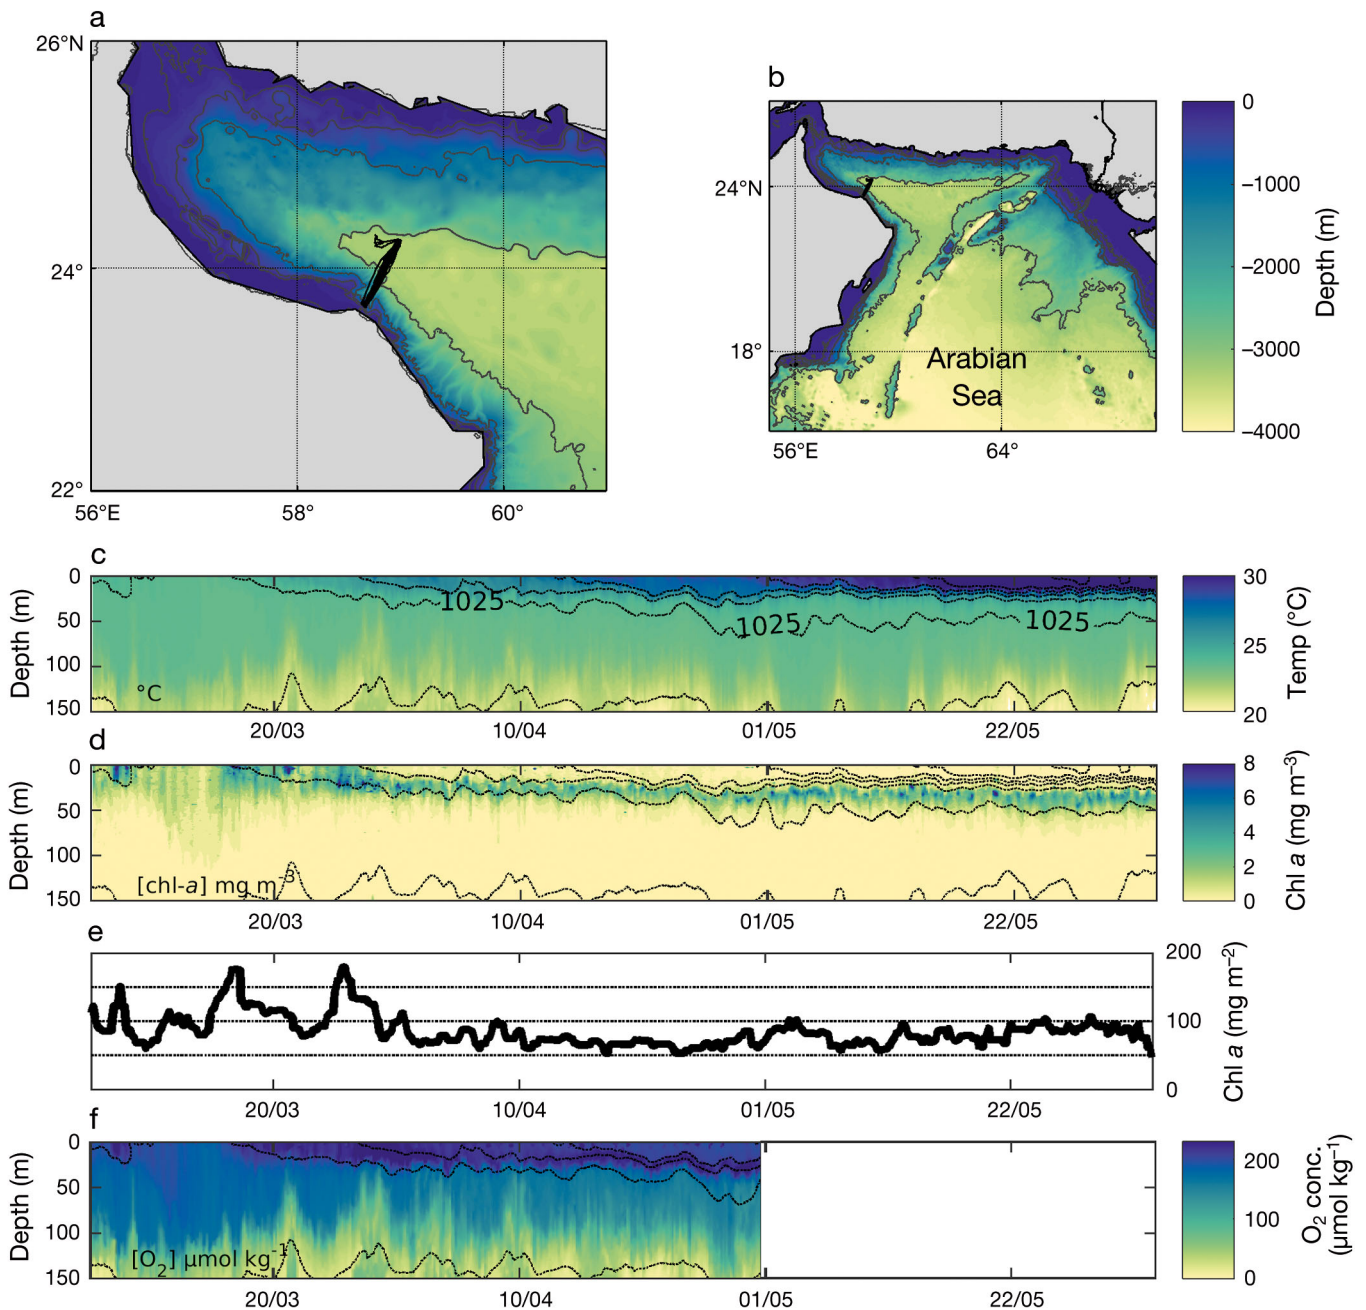 a
26°N
24°
22°
56°E 58° 60°
b
24°N
18°
56°E 64°
Arabian
Sea
0
−1000
−2000
−3000
−4000
Depth (m)
c
0
50
100
150
Depth (m)
1025 1025 1025
°C
20/03 10/04 01/05 22/05
30
25
20
Temp (°C)
d
0
50
100
150
Depth (m)
[chl-a] mg m⁻³
20/03 10/04 01/05 22/05
8
6
4
2
0
Chl a (mg m⁻³)
e
200
100
0
Chl a (mg m⁻²)
20/03 10/04 01/05 22/05
f
0
50
100
150
Depth (m)
[O₂] µmol kg⁻¹
20/03 10/04 01/05 22/05
200
100
0
O₂ conc.
(µmol kg⁻¹)